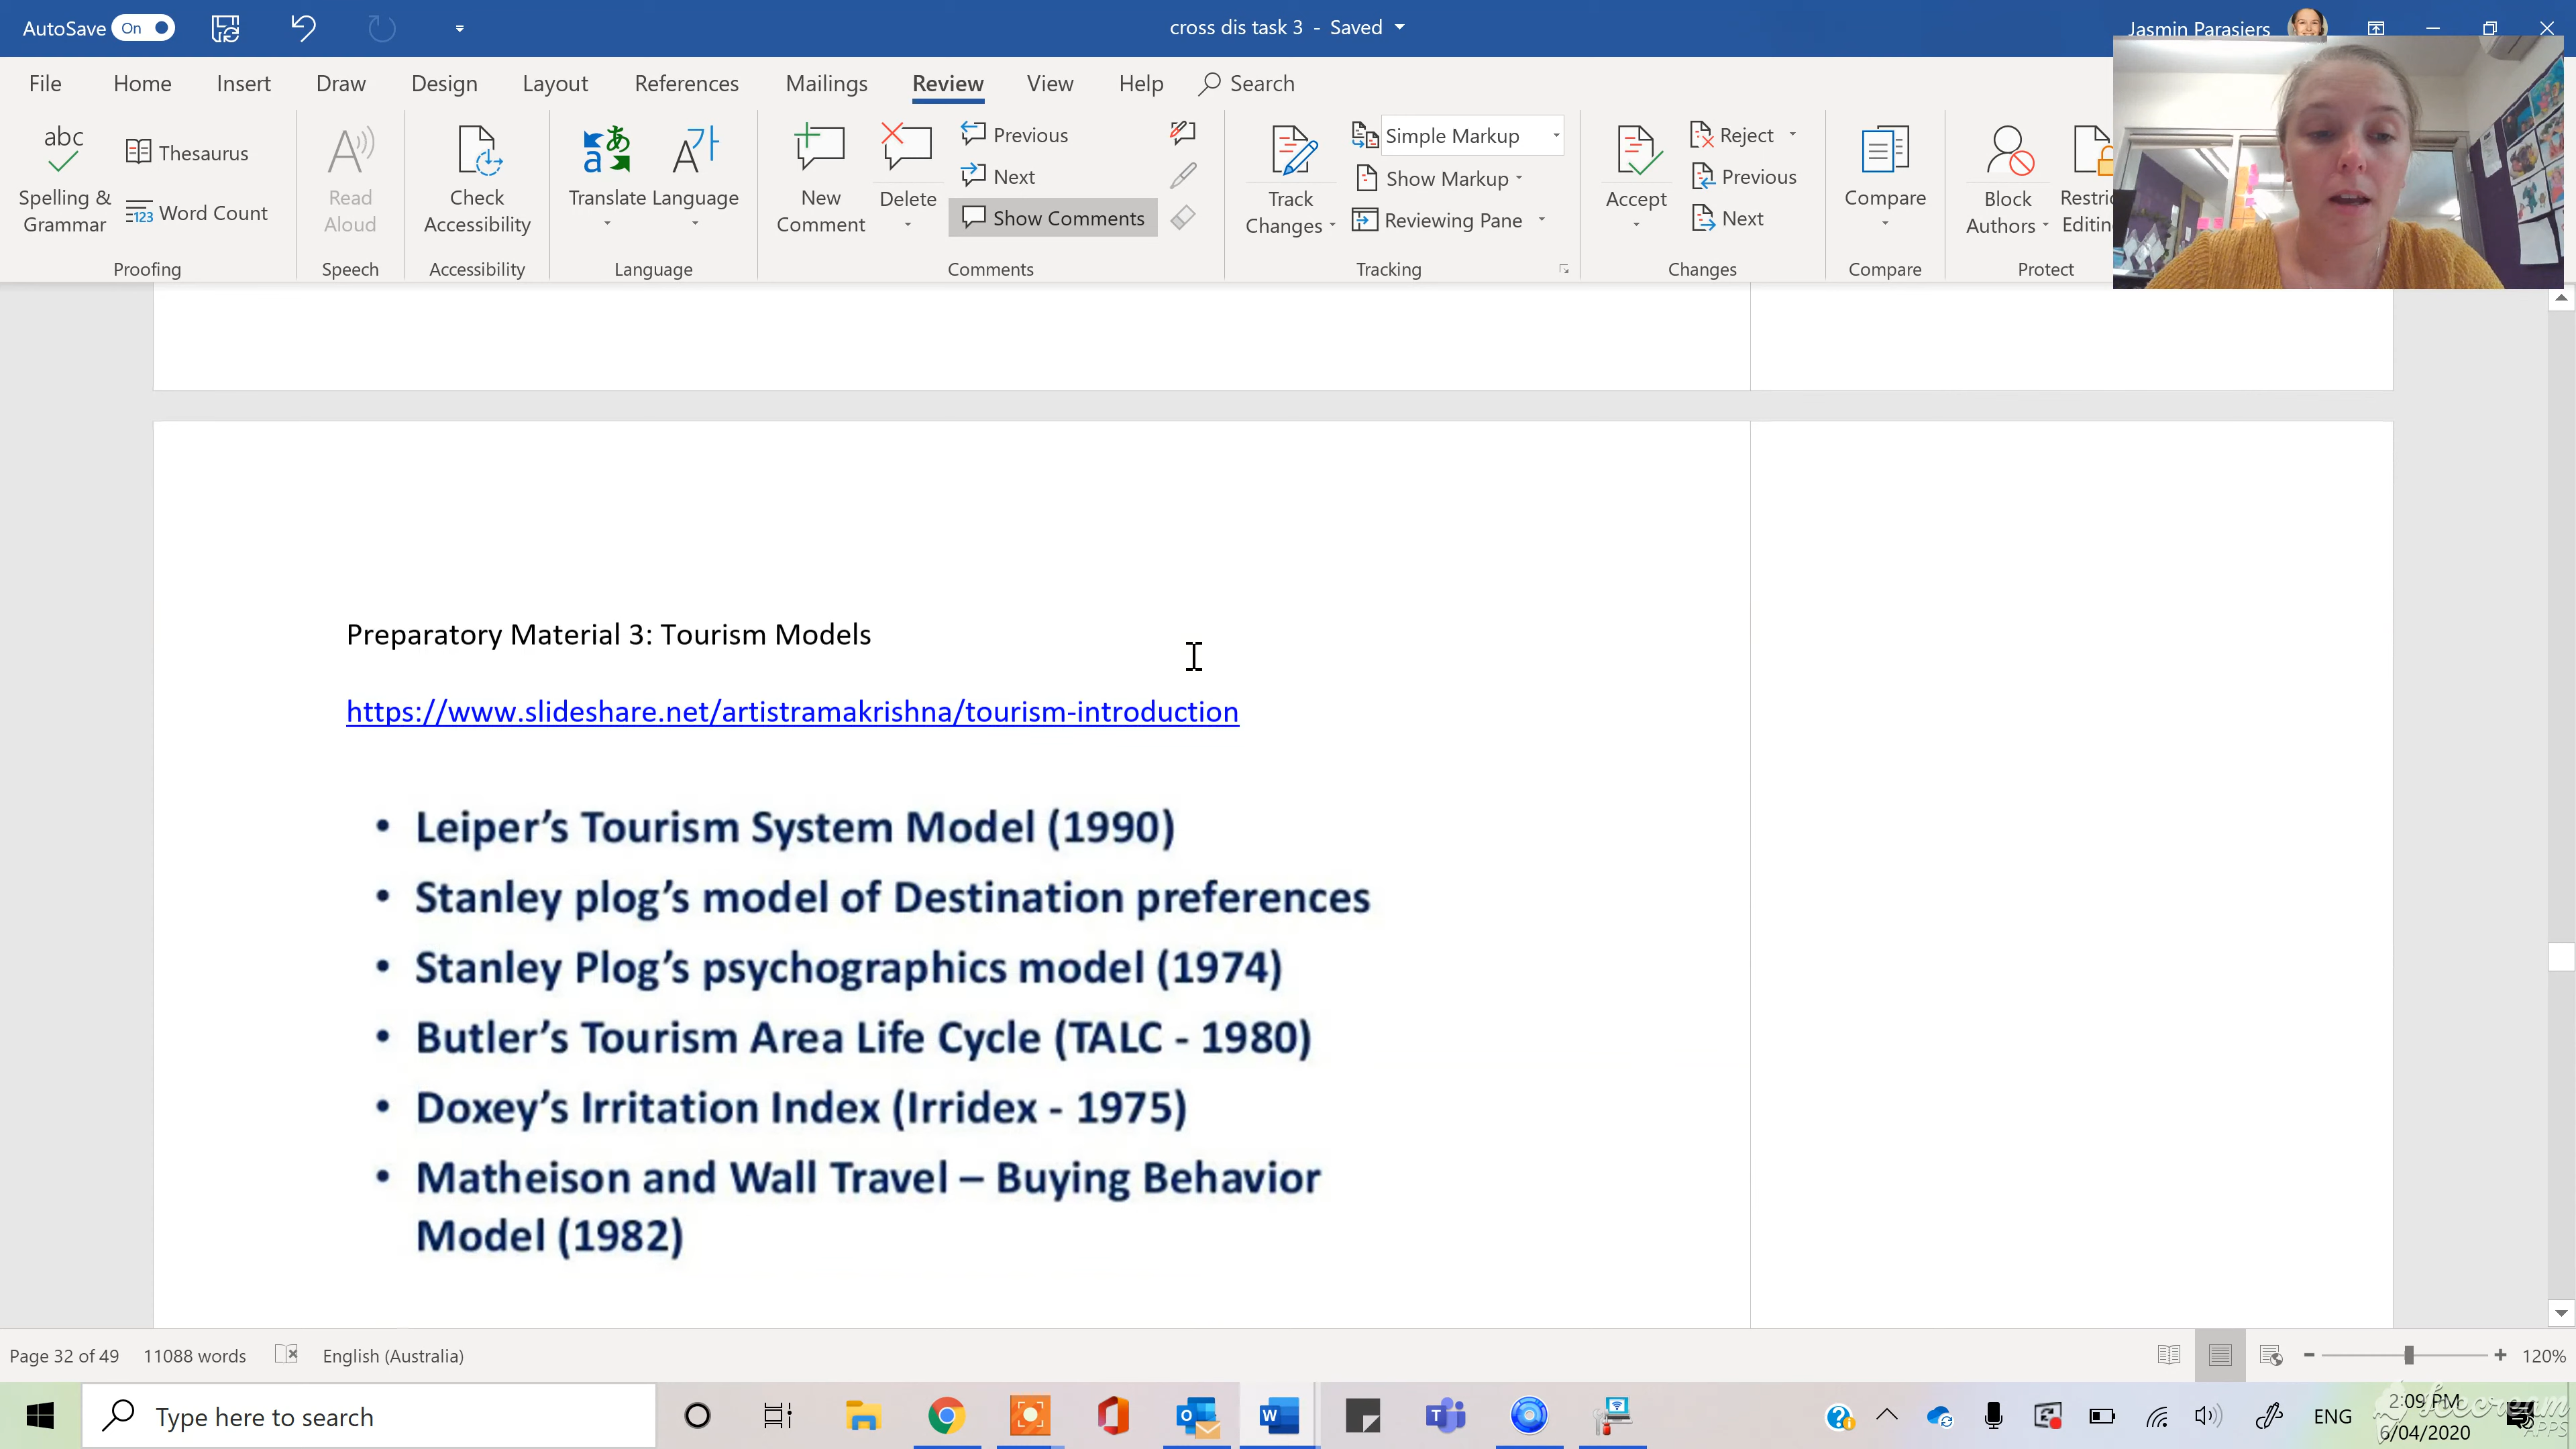 AutoSave On
cross dis task 3 - Saved
Jasmin Parasiers
File Home Insert Draw Design Layout References Mailings Review View Help Search
abc
Spelling &
Grammar
Thesaurus
123 Word Count
Proofing
Read
Aloud
Speech
Check
Accessibility
Accessibility
Translate
Language
Language
New
Comment
Delete
Previous
Next
Show Comments
Comments
Track
Changes
Simple Markup
Show Markup
Reviewing Pane
Tracking
Accept
Reject
Previous
Next
Changes
Compare
Compare
Block
Authors
Restric
Editin
Protect
Preparatory Material 3: Tourism Models
https://www.slideshare.net/artistramakrishna/tourism-introduction
• Leiper’s Tourism System Model (1990)
• Stanley plog’s model of Destination preferences
• Stanley Plog’s psychographics model (1974)
• Butler’s Tourism Area Life Cycle (TALC - 1980)
• Doxey’s Irritation Index (Irridex - 1975)
• Matheison and Wall Travel – Buying Behavior
Model (1982)
Page 32 of 49 11088 words English (Australia)
120%
Type here to search
ENG
2:09 PM
6/04/2020
Icecream
APPS